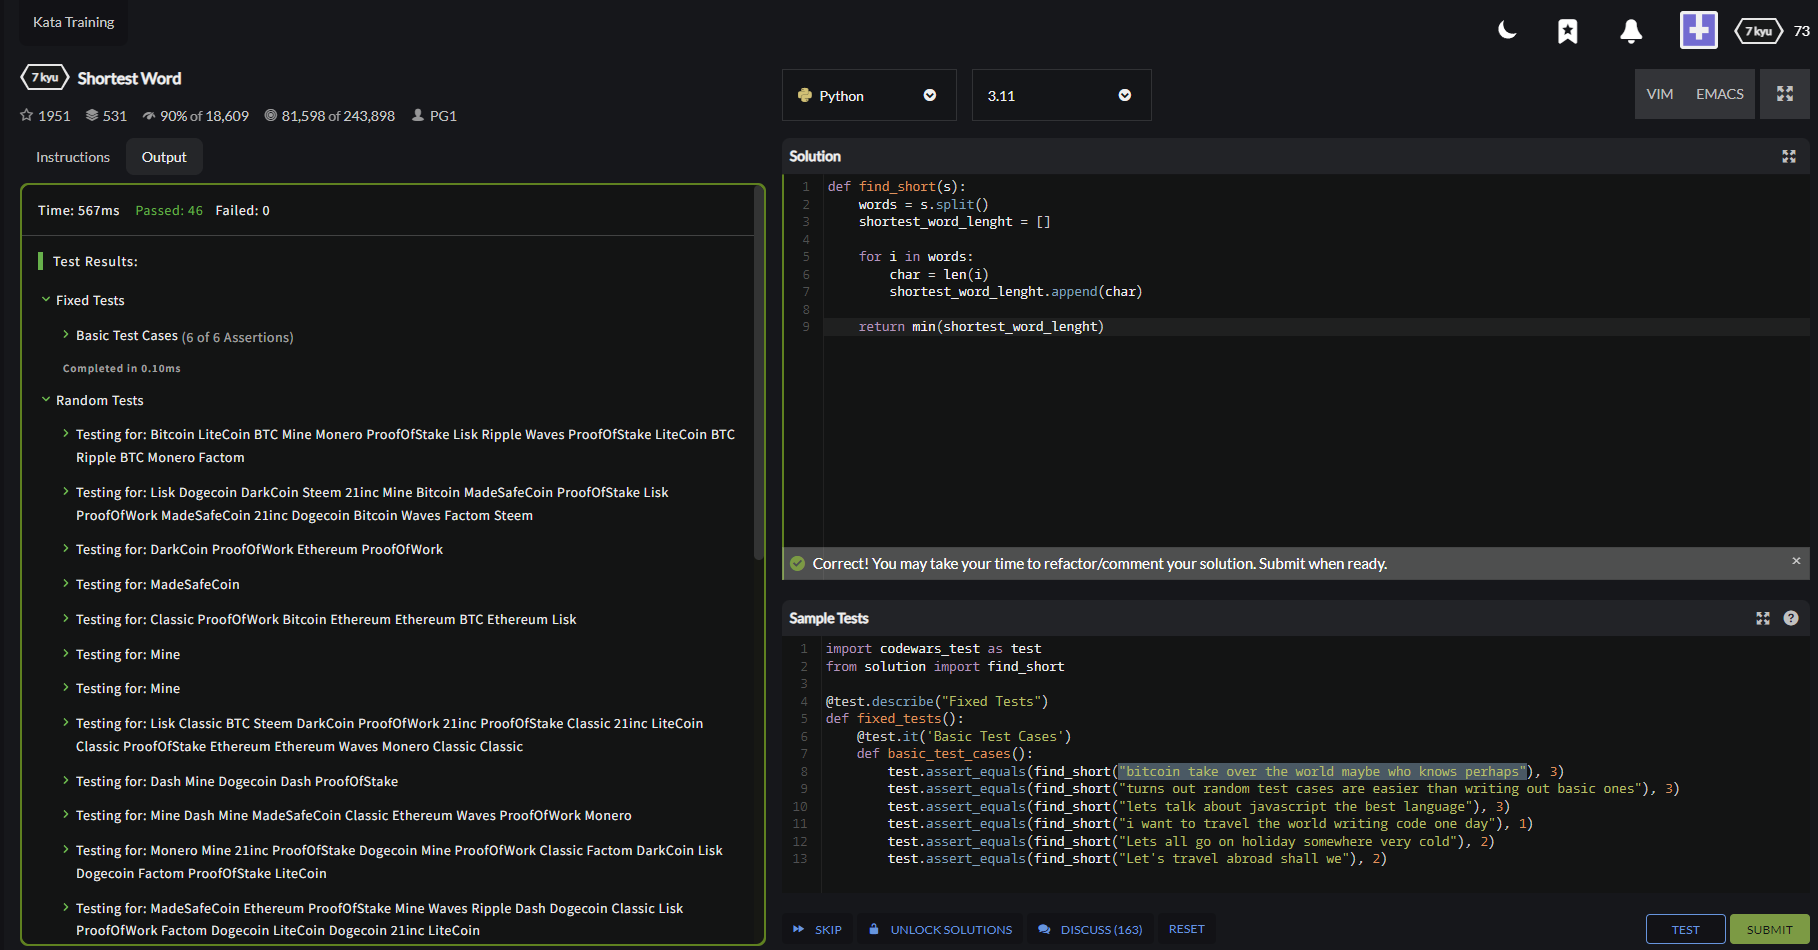 Kata Training
7 kyu
73
7 kyu Shortest Word
1951 531 90% of 18,609 81,598 of 243,898 PG1
Instructions Output
Time: 567ms Passed: 46 Failed: 0
Test Results:
Fixed Tests
Basic Test Cases (6 of 6 Assertions)
Completed in 0.10ms
Random Tests
Testing for: Bitcoin LiteCoin BTC Mine Monero ProofOfStake Lisk Ripple Waves ProofOfStake LiteCoin BTC
Ripple BTC Monero Factom
Testing for: Lisk Dogecoin DarkCoin Steem 21inc Mine Bitcoin MadeSafeCoin ProofOfStake Lisk
ProofOfWork MadeSafeCoin 21inc Dogecoin Bitcoin Waves Factom Steem
Testing for: DarkCoin ProofOfWork Ethereum ProofOfWork
Testing for: MadeSafeCoin
Testing for: Classic ProofOfWork Bitcoin Ethereum Ethereum BTC Ethereum Lisk
Testing for: Mine
Testing for: Mine
Testing for: Lisk Classic BTC Steem DarkCoin ProofOfWork 21inc ProofOfStake Classic 21inc LiteCoin
Classic ProofOfStake Ethereum Ethereum Waves Monero Classic Classic
Testing for: Dash Mine Dogecoin Dash ProofOfStake
Testing for: Mine Dash Mine MadeSafeCoin Classic Ethereum Waves ProofOfWork Monero
Testing for: Monero Mine 21inc ProofOfStake Dogecoin Mine ProofOfWork Classic Factom DarkCoin Lisk
Dogecoin Factom ProofOfStake LiteCoin
Testing for: MadeSafeCoin Ethereum ProofOfStake Mine Waves Ripple Dash Dogecoin Classic Lisk
ProofOfWork Factom Dogecoin LiteCoin Dogecoin 21inc LiteCoin
Python 3.11
VIM EMACS
Solution
1 def find_short(s):
2 words = s.split()
3 shortest_word_lenght = []
4
5 for i in words:
6 char = len(i)
7 shortest_word_lenght.append(char)
8
9 return min(shortest_word_lenght)
Correct! You may take your time to refactor/comment your solution. Submit when ready.
×
Sample Tests
?
1 import codewars_test as test
2 from solution import find_short
3
4 @test.describe("Fixed Tests")
5 def fixed_tests():
6 @test.it('Basic Test Cases')
7 def basic_test_cases():
8 test.assert_equals(find_short("bitcoin take over the world maybe who knows perhaps"), 3)
9 test.assert_equals(find_short("turns out random test cases are easier than writing out basic ones"), 3)
10 test.assert_equals(find_short("lets talk about javascript the best language"), 3)
11 test.assert_equals(find_short("i want to travel the world writing code one day"), 1)
12 test.assert_equals(find_short("Lets all go on holiday somewhere very cold"), 2)
13 test.assert_equals(find_short("Let's travel abroad shall we"), 2)
SKIP UNLOCK SOLUTIONS DISCUSS (163) RESET
TEST SUBMIT